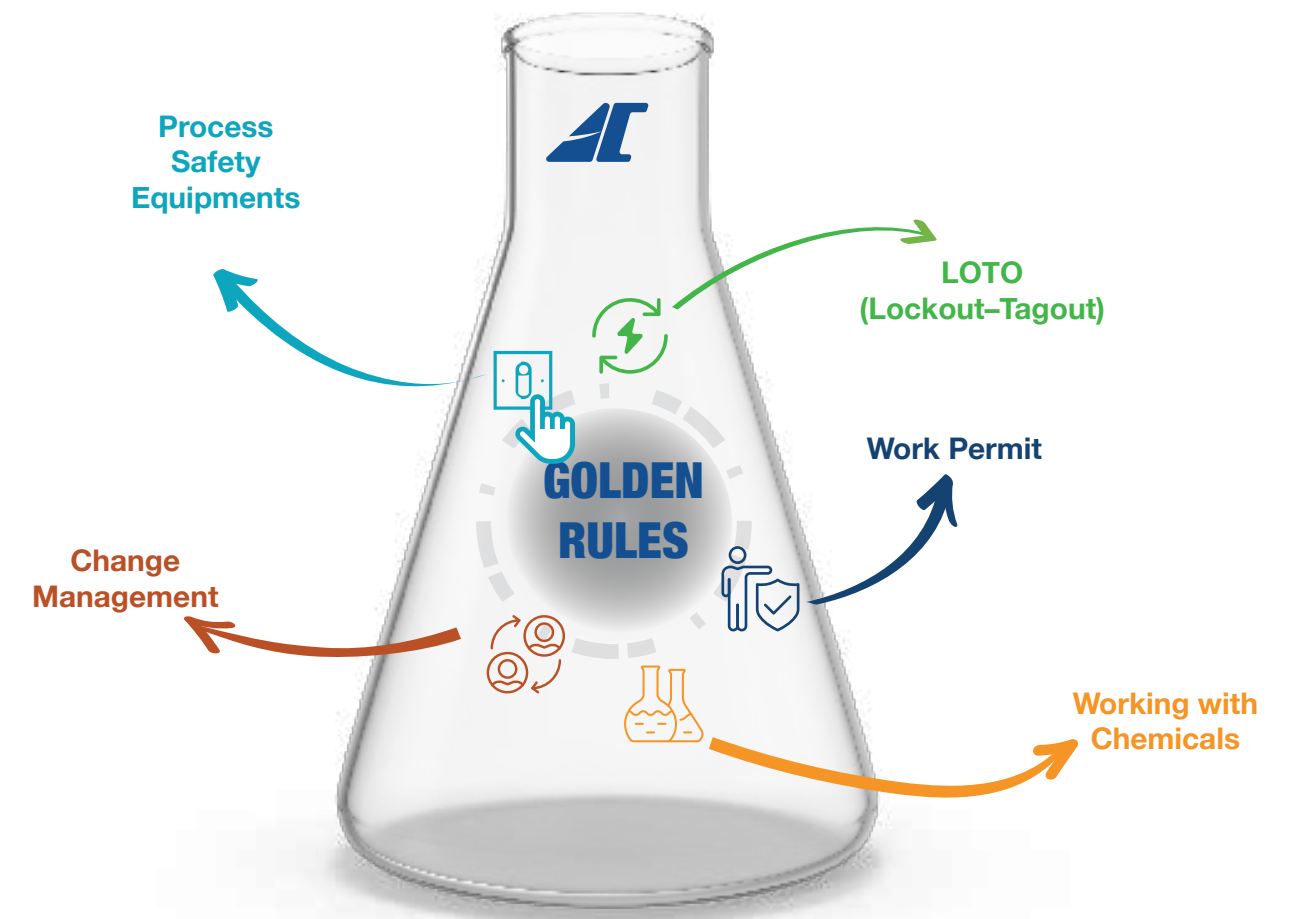 Process
Safety
Equipments
LOTO
(Lockout–Tagout)
GOLDEN
RULES
Work Permit
Change
Management
Working with
Chemicals